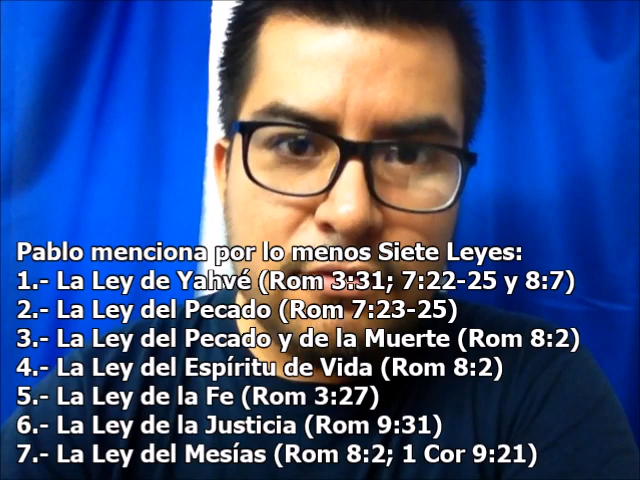 Pablo menciona por lo menos Siete Leyes:
1.- La Ley de Yahvé (Rom 3:31; 7:22-25 y 8:7)
2.- La Ley del Pecado (Rom 7:23-25)
3.- La Ley del Pecado y de la Muerte (Rom 8:2)
4.- La Ley del Espíritu de Vida (Rom 8:2)
5.- La Ley de la Fe (Rom 3:27)
6.- La Ley de la Justicia (Rom 9:31)
7.- La Ley del Mesías (Rom 8:2; 1 Cor 9:21)